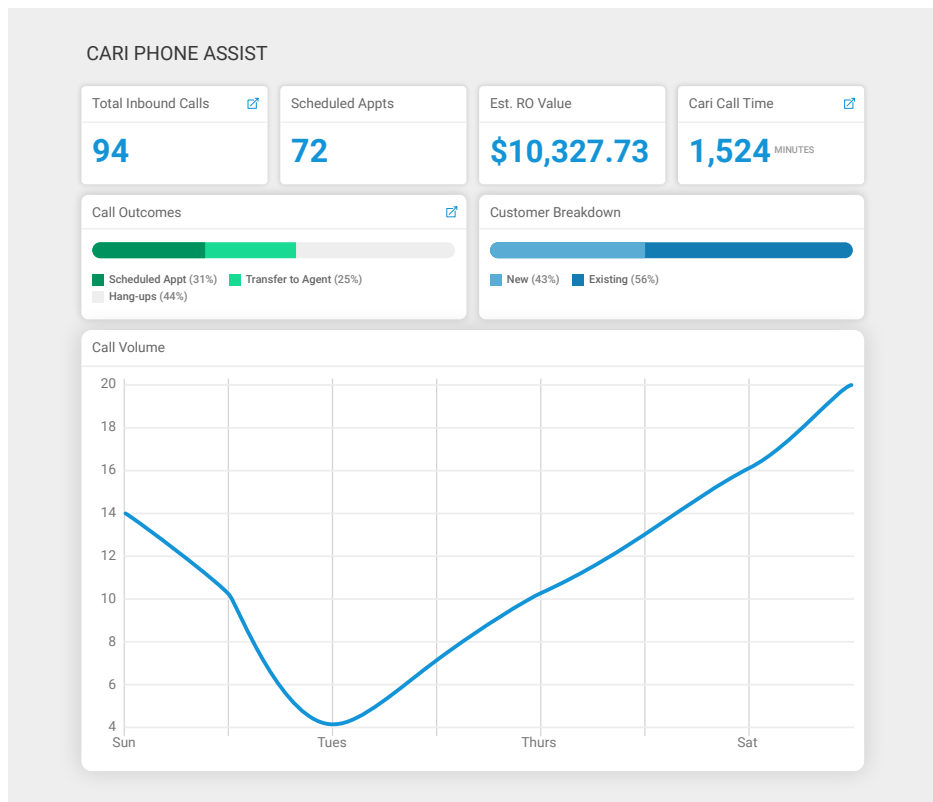 CARI PHONE ASSIST
Total Inbound Calls
94
Scheduled Appts
72
Est. RO Value
$10,327.73
Cari Call Time
1,524 MINUTES
Call Outcomes
Scheduled Appt (31%) Transfer to Agent (25%)
Hang-ups (44%)
Customer Breakdown
New (43%) Existing (56%)
Call Volume
20
18
16
14
12
10
8
6
4
Sun Tues Thurs Sat